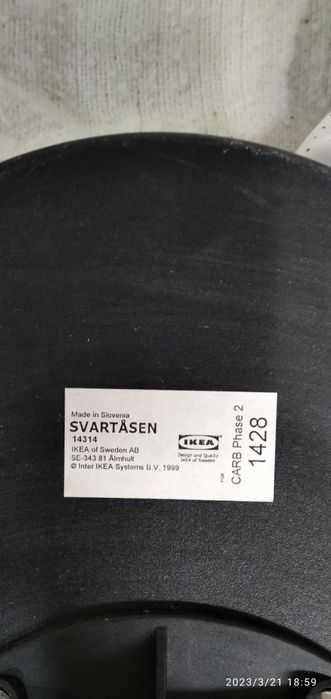 Made in Slovenia
SVARTÅSEN
14314
IKEA of Sweden AB
SE-343 81 Älmhult
© Inter IKEA Systems B.V. 1999
IKEA
Design and Quality
IKEA of Sweden
CARB Phase 2
1428
2023/3/21 18:59